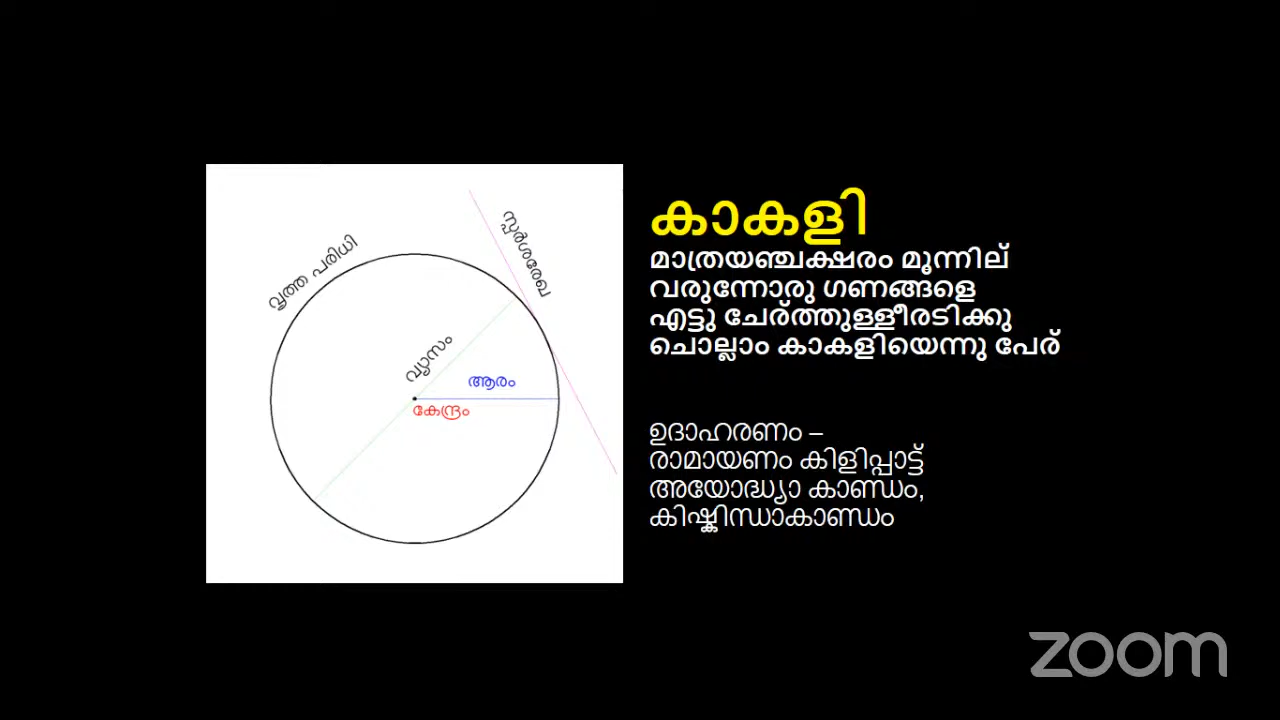 വൃത്ത പരിധി
സ്പർശരേഖ
വ്യാസം
ആരം
കേന്ദ്രം
കാകളി
മാത്രയഞ്ചക്ഷരം മൂന്നില്
വരുന്നോരു ഗണങ്ങളെ
എട്ടു ചേര്ത്തുള്ളീരടിക്കു
ചൊല്ലാം കാകളിയെന്നു പേര്
ഉദാഹരണം –
രാമായണം കിളിപ്പാട്ട്
അയോദ്ധ്യാ കാണ്ഡം,
കിഷ്കിന്ധാകാണ്ഡം
zoom